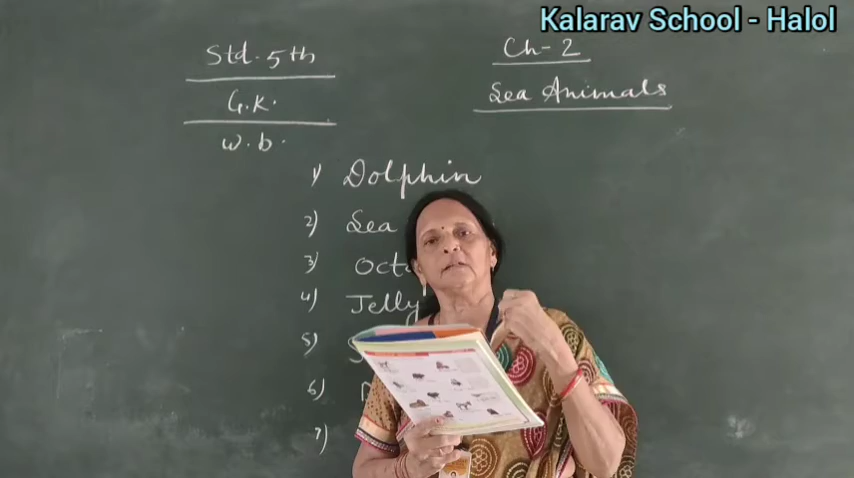 Kalarav School - Halol
Std. 5th
G.K.
W.b.
Ch-2
Sea Animals
1) Dolphin
2) Sea
3) Oct
4) Jelly
5) S
6)
7)